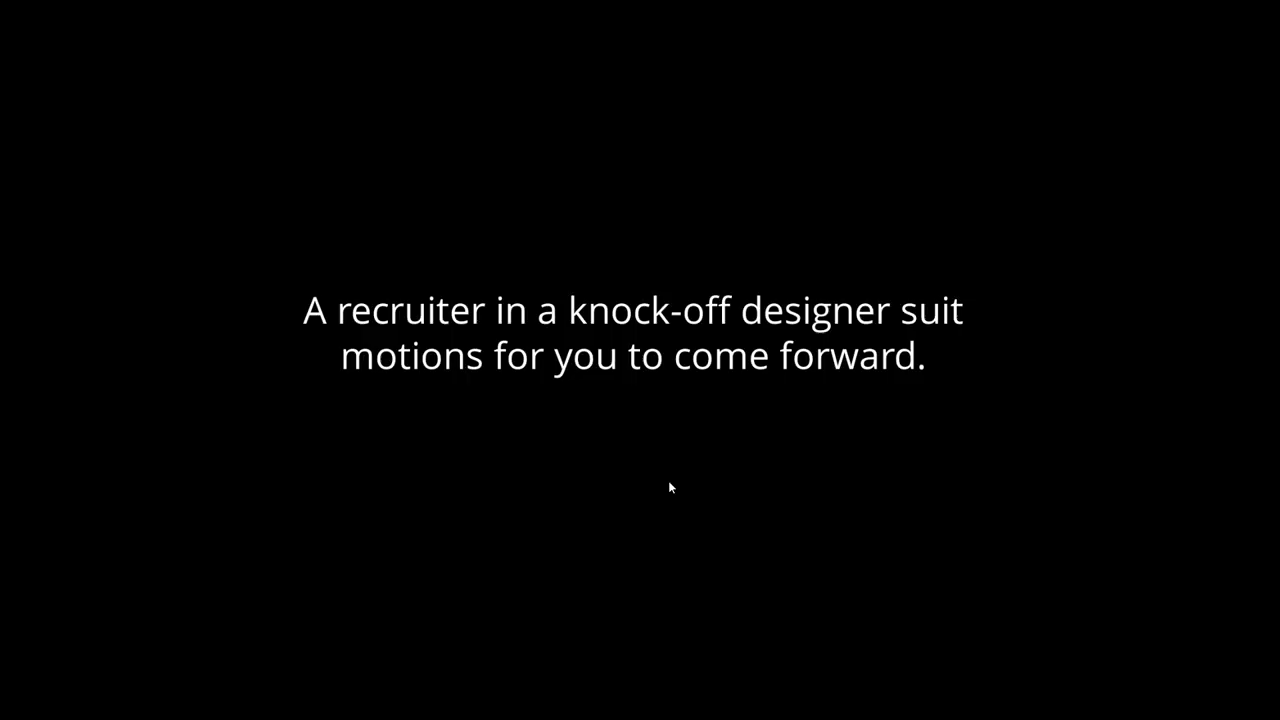 A recruiter in a knock-off designer suit
motions for you to come forward.